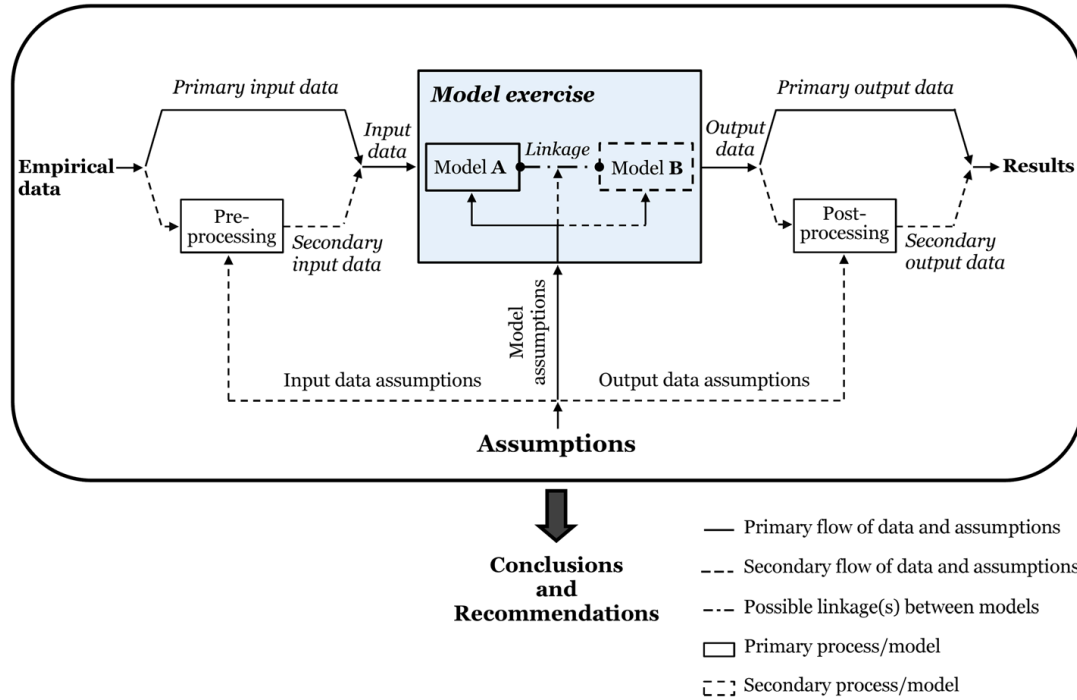 Primary input data
Model exercise
Primary output data
Input
data
Output
data
Linkage
Empirical
data
Model A
Model B
Results
Pre-
processing
Post-
processing
Secondary
input data
Secondary
output data
Model
assumptions
Input data assumptions
Output data assumptions
Assumptions
Conclusions
and
Recommendations
Primary flow of data and assumptions
Secondary flow of data and assumptions
Possible linkage(s) between models
Primary process/model
Secondary process/model